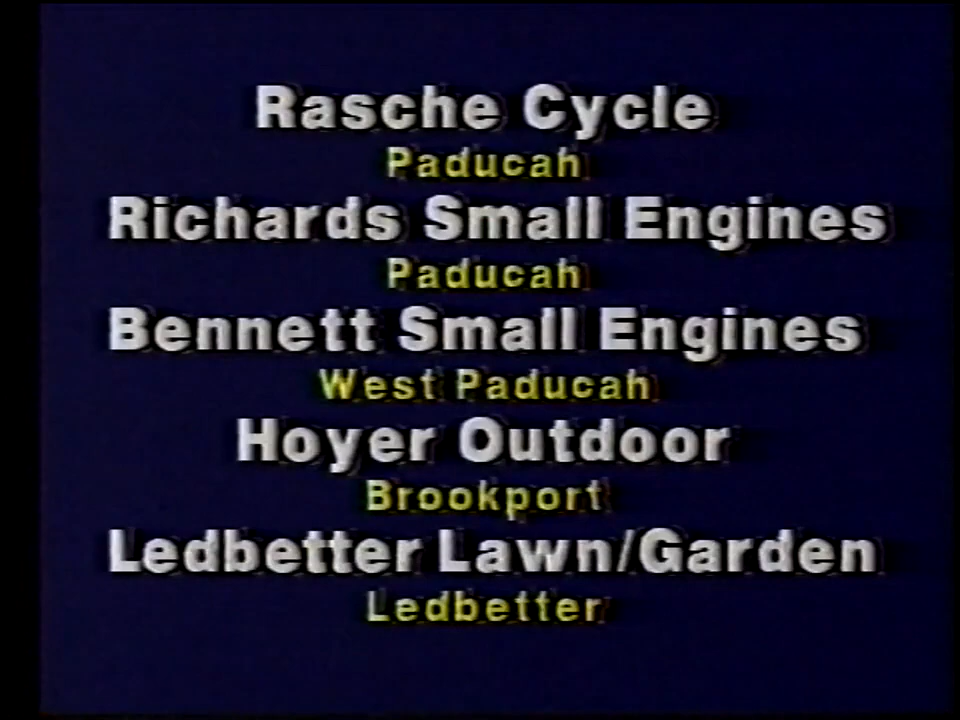 Rasche Cycle
Paducah
Richards Small Engines
Paducah
Bennett Small Engines
West Paducah
Hoyer Outdoor
Brookport
Ledbetter Lawn/Garden
Ledbetter